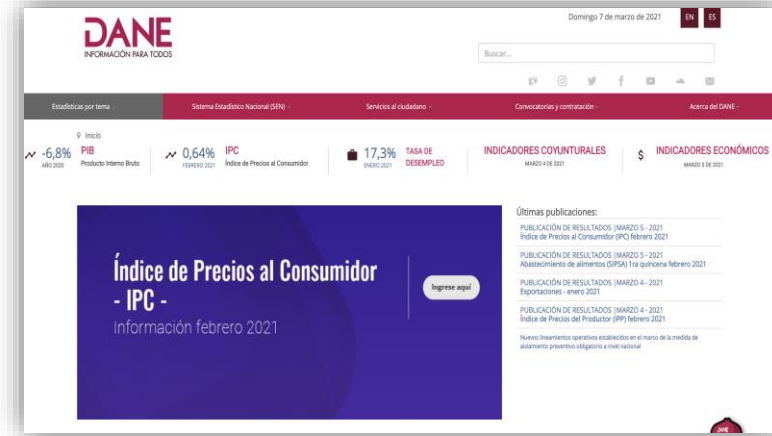 Domingo 7 de marzo de 2021
EN ES
DANE
INFORMACIÓN PARA TODOS
Buscar...
Estadísticas por tema
Sistema Estadístico Nacional (SEN)
Servicios al ciudadano
Convocatorias y contratación
Acerca del DANE
Inicio
-6,8% PIB
AÑO 2020 Producto Interno Bruto
0,64% IPC
FEBRERO 2021 Índice de Precios al Consumidor
17,3% TASA DE
ENERO 2021 DESEMPLEO
INDICADORES COYUNTURALES
MARZO 4 DE 2021
$ INDICADORES ECONÓMICOS
MARZO 5 DE 2021
Índice de Precios al Consumidor
- IPC -
Información febrero 2021
Ingrese aquí
Últimas publicaciones:
PUBLICACIÓN DE RESULTADOS |MARZO 5 - 2021
Índice de Precios al Consumidor (IPC) febrero 2021
PUBLICACIÓN DE RESULTADOS |MARZO 5 - 2021
Abastecimiento de alimentos (SIPSA) 1ra quincena febrero 2021
PUBLICACIÓN DE RESULTADOS |MARZO 4 - 2021
Exportaciones - enero 2021
PUBLICACIÓN DE RESULTADOS |MARZO 4 - 2021
Índice de Precios del Productor (IPP) febrero 2021
Nuevos lineamientos operativos establecidos en el marco de la medida de
aislamiento preventivo obligatorio a nivel nacional
DANE